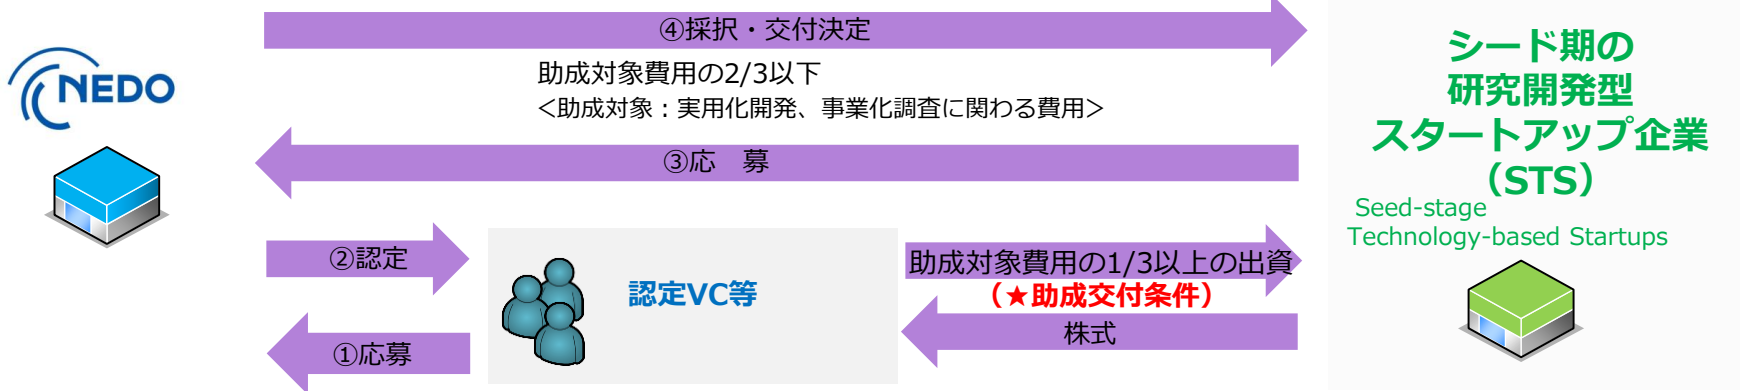 ④採択・交付決定
NEDO
助成対象費用の2/3以下
<助成対象：実用化開発、事業化調査に関わる費用>
③応　募
シード期の
研究開発型
スタートアップ企業
（STS）
Seed-stage
Technology-based Startups
②認定
認定VC等
助成対象費用の1/3以上の出資
（★助成交付条件）
株式
①応募